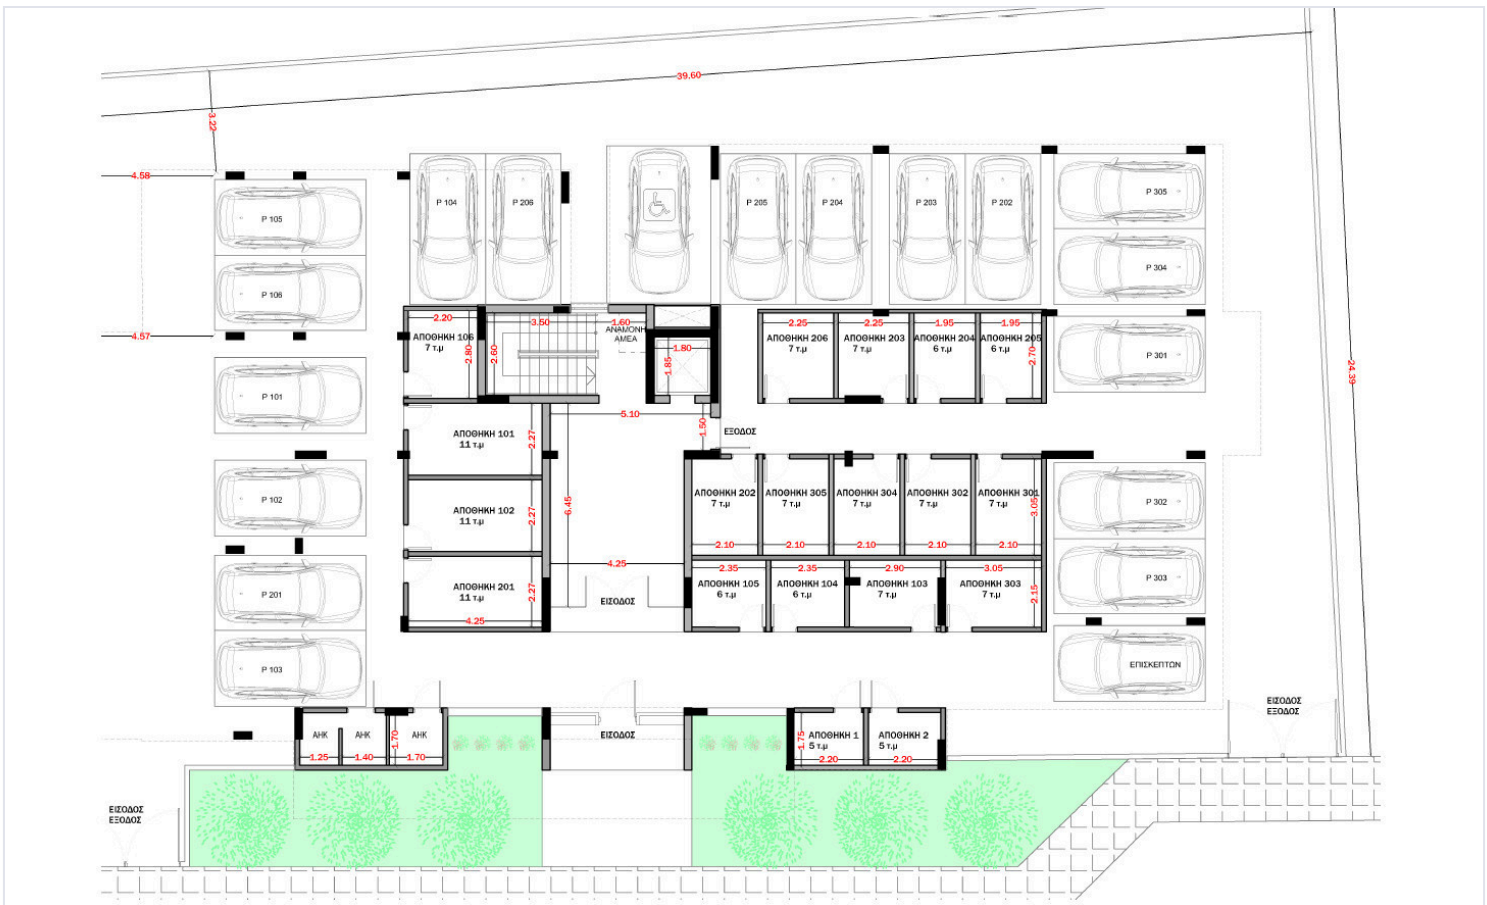 39.60
3.22
4.58
P 104
P 206
P 205
P 204
P 203
P 202
P 305
P 105
P 304
P 106
4.57
2.20
ΑΠΟΘΗΚΗ 106
7 τ.μ
2.80
3.50
2.60
1.60
ΑΝΑΜΟΝΗ
ΑΜΕΑ
1.80
1.85
2.25
ΑΠΟΘΗΚΗ 206
7 τ.μ
2.25
ΑΠΟΘΗΚΗ 203
7 τ.μ
1.95
ΑΠΟΘΗΚΗ 204
6 τ.μ
1.95
ΑΠΟΘΗΚΗ 205
6 τ.μ
2.70
P 301
24.39
P 101
5.10
1.50
ΕΞΟΔΟΣ
ΑΠΟΘΗΚΗ 101
11 τ.μ
2.27
P 102
ΑΠΟΘΗΚΗ 102
11 τ.μ
2.27
6.45
ΑΠΟΘΗΚΗ 202
7 τ.μ
2.10
ΑΠΟΘΗΚΗ 305
7 τ.μ
2.10
ΑΠΟΘΗΚΗ 304
7 τ.μ
2.10
ΑΠΟΘΗΚΗ 302
7 τ.μ
2.10
ΑΠΟΘΗΚΗ 301
7 τ.μ
3.05
2.10
P 302
P 201
ΑΠΟΘΗΚΗ 201
11 τ.μ
2.27
4.25
4.25
ΕΙΣΟΔΟΣ
2.35
ΑΠΟΘΗΚΗ 105
6 τ.μ
2.35
ΑΠΟΘΗΚΗ 104
6 τ.μ
2.90
ΑΠΟΘΗΚΗ 103
7 τ.μ
3.05
ΑΠΟΘΗΚΗ 303
7 τ.μ
2.15
P 303
P 103
ΕΠΙΣΚΕΠΤΩΝ
ΕΙΣΟΔΟΣ
ΕΞΟΔΟΣ
ΑΗΚ
1.25
ΑΗΚ
1.40
1.70
ΑΗΚ
1.70
ΕΙΣΟΔΟΣ
1.75
ΑΠΟΘΗΚΗ 1
5 τ.μ
2.20
ΑΠΟΘΗΚΗ 2
5 τ.μ
2.20
ΕΙΣΟΔΟΣ
ΕΞΟΔΟΣ